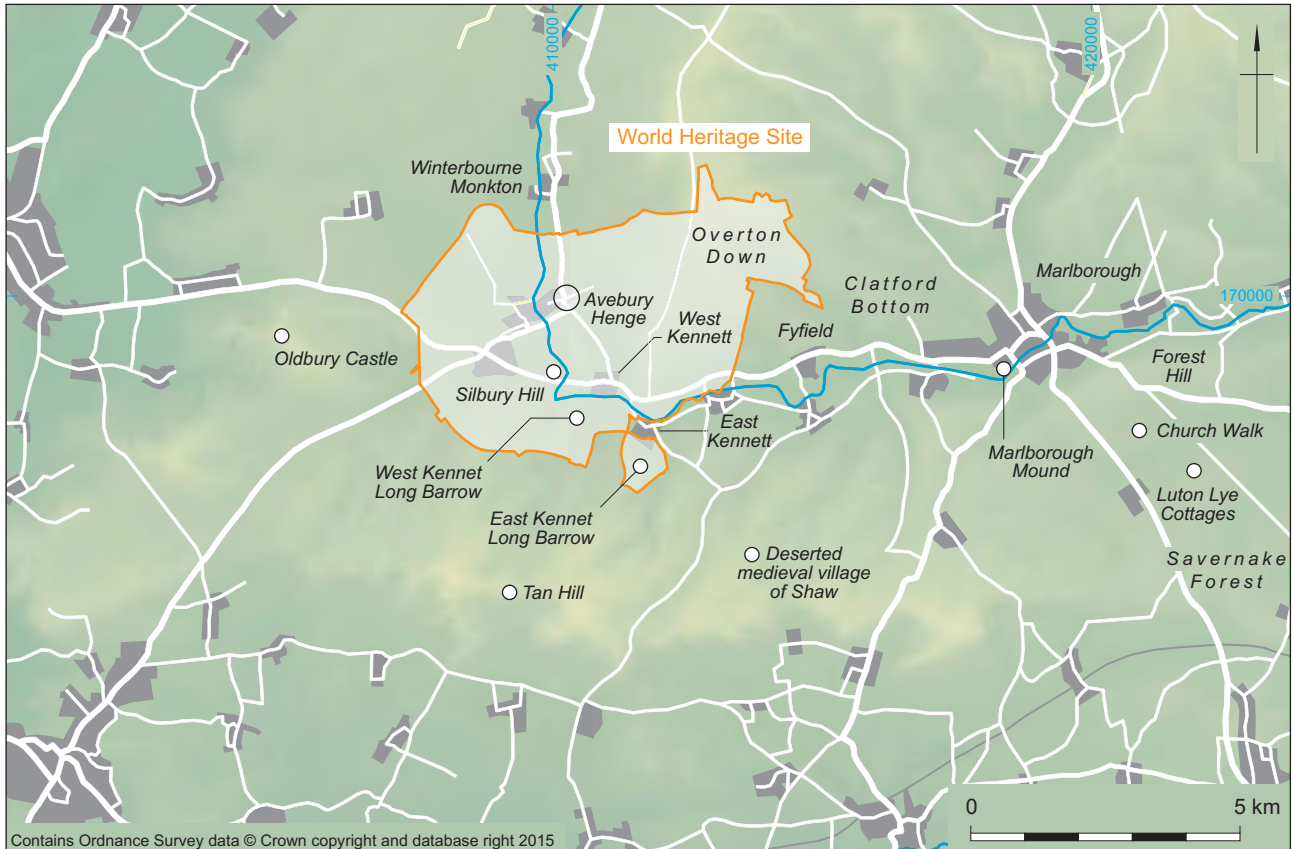 410000
420000
World Heritage Site
Winterbourne
Monkton
Overton
Down
Marlborough
Clatford
Bottom
170000
Avebury
Henge
West
Kennett
Fyfield
Oldbury Castle
Forest
Hill
Silbury Hill
East
Kennett
Church Walk
Marlborough
Mound
West Kennet
Long Barrow
Luton Lye
Cottages
East Kennet
Long Barrow
Deserted
medieval village
of Shaw
Savernake
Forest
Tan Hill
0
5 km
Contains Ordnance Survey data © Crown copyright and database right 2015